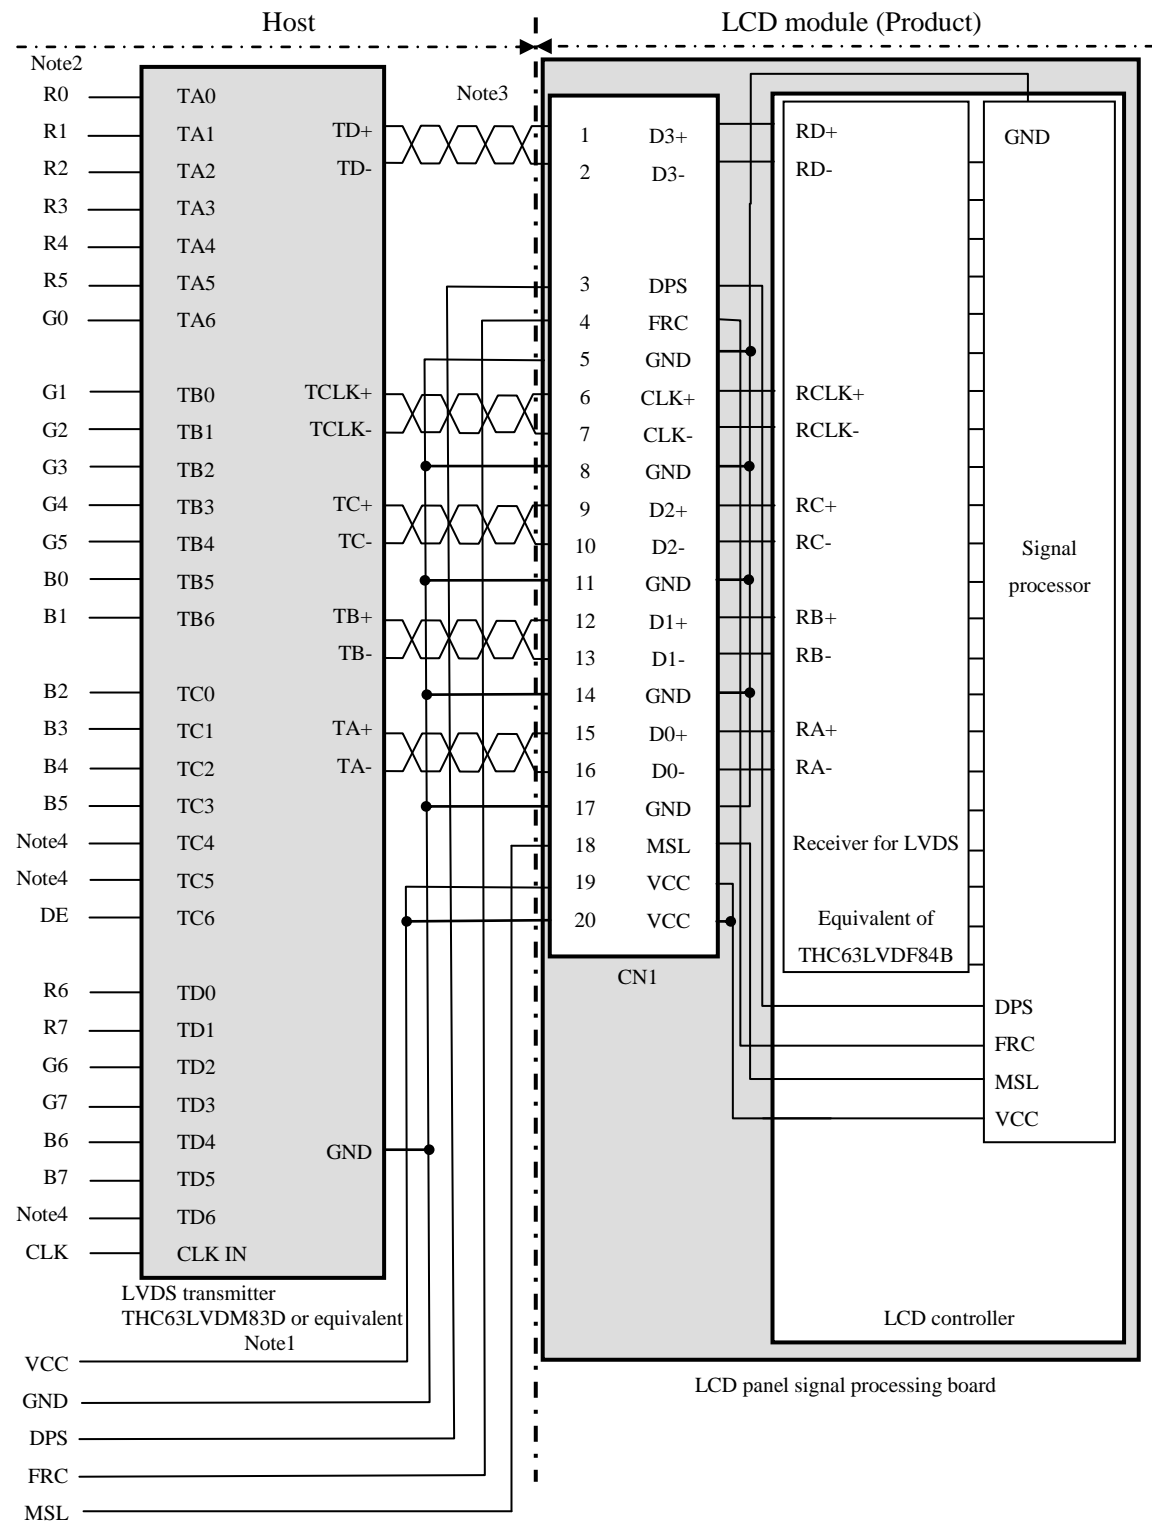 Host
LCD module (Product)
Note2
Note3
R0 TA0
R1 TA1 TD+
R2 TA2 TD-
R3 TA3
R4 TA4
R5 TA5
G0 TA6
G1 TB0 TCLK+
G2 TB1 TCLK-
G3 TB2
G4 TB3 TC+
G5 TB4 TC-
B0 TB5
B1 TB6 TB+
TB-
B2 TC0
B3 TC1 TA+
B4 TC2 TA-
B5 TC3
Note4 TC4
Note4 TC5
DE TC6
R6 TD0
R7 TD1
G6 TD2
G7 TD3
B6 TD4 GND
B7 TD5
Note4 TD6
CLK CLK IN
LVDS transmitter
THC63LVDM83D or equivalent
Note1
VCC
GND
DPS
FRC
MSL
1 D3+
2 D3-
3 DPS
4 FRC
5 GND
6 CLK+
7 CLK-
8 GND
9 D2+
10 D2-
11 GND
12 D1+
13 D1-
14 GND
15 D0+
16 D0-
17 GND
18 MSL
19 VCC
20 VCC
CN1
RD+
RD-
RCLK+
RCLK-
RC+
RC-
RB+
RB-
RA+
RA-
Receiver for LVDS
Equivalent of
THC63LVDF84B
GND
Signal
processor
DPS
FRC
MSL
VCC
LCD controller
LCD panel signal processing board